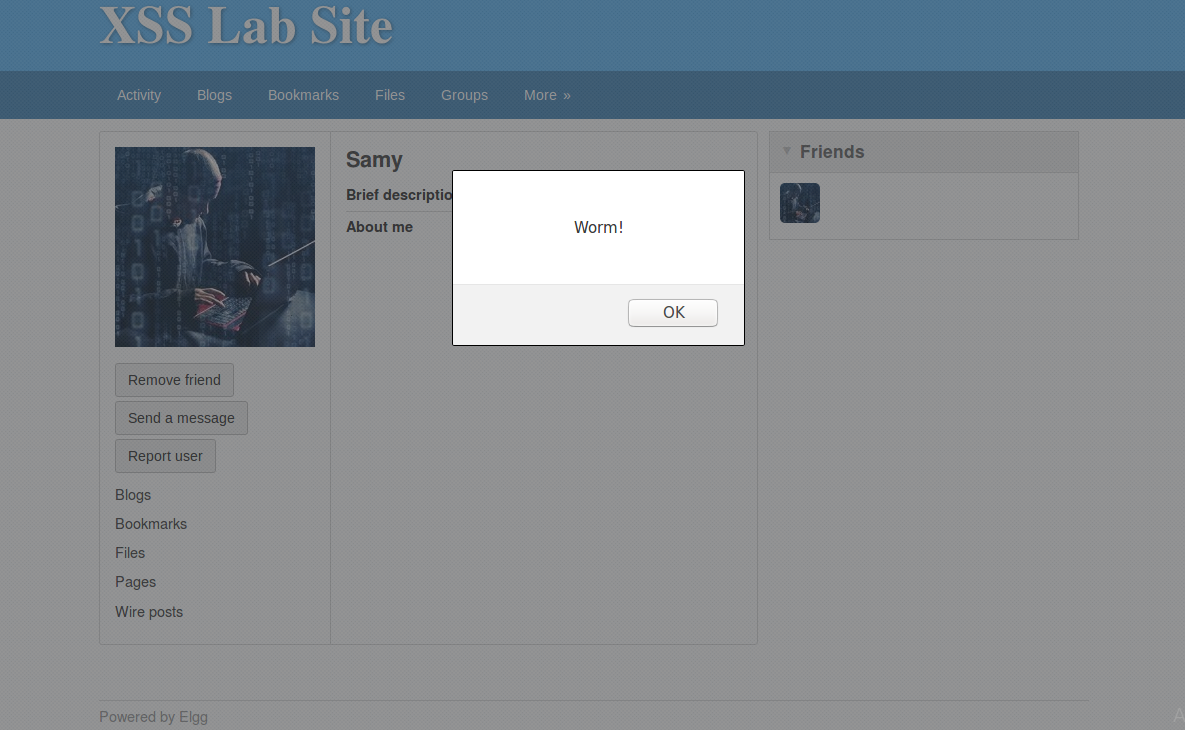 XSS Lab Site
Activity Blogs Bookmarks Files Groups More »
Samy
Brief descriptio
About me
Worm!
OK
Friends
Remove friend
Send a message
Report user
Blogs
Bookmarks
Files
Pages
Wire posts
Powered by Elgg